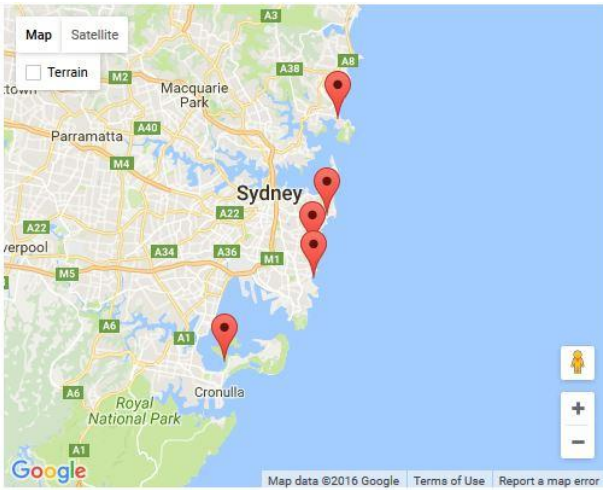 A3
Map Satellite
A8
A38
Terrain
M2
Macquarie
Park
A40
Parramatta
M4
Sydney
A22
A22
A34
A36
M1
M5
A6
A1
A6
Cronulla
Royal
National Park
A1
+
−
Google
Map data ©2016 Google Terms of Use Report a map error